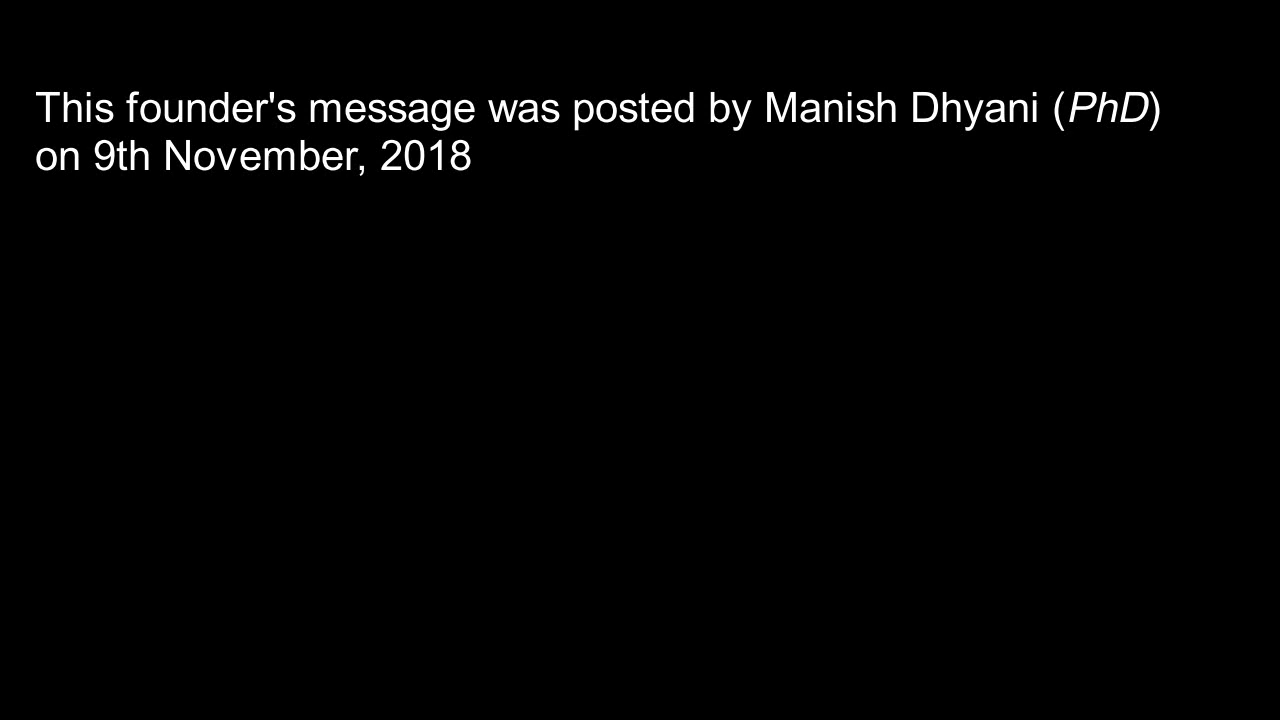 This founder's message was posted by Manish Dhyani (PhD)
on 9th November, 2018